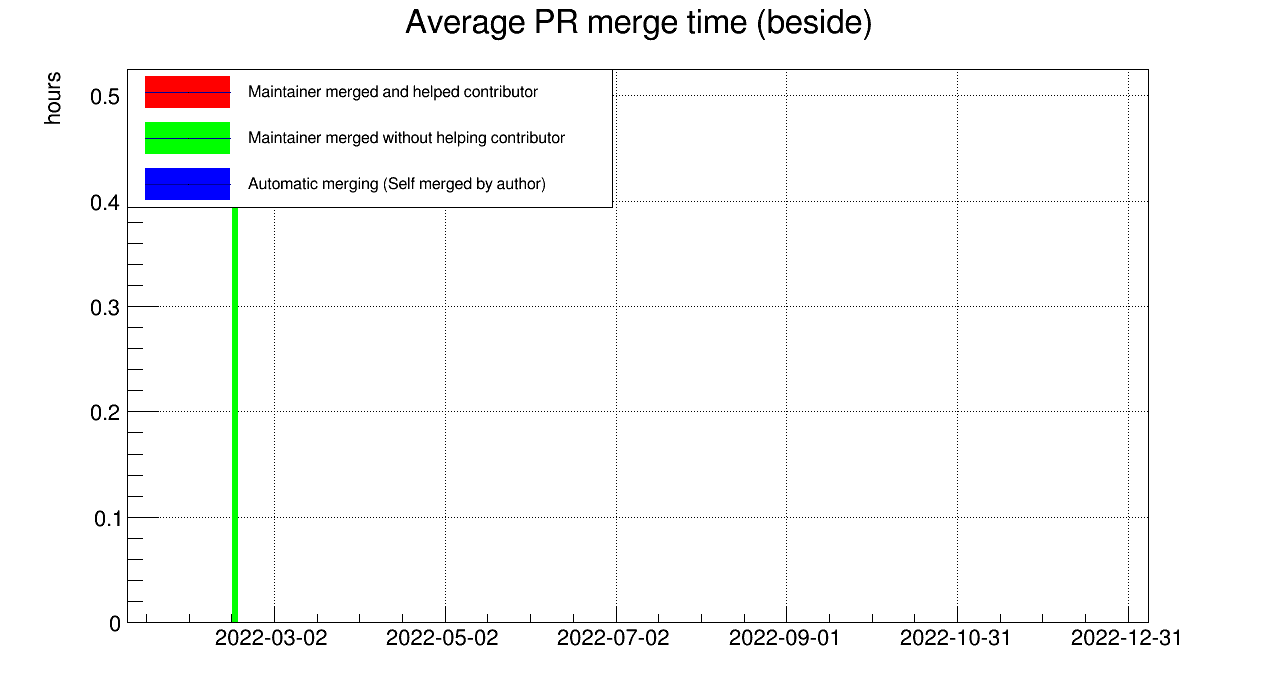 Average PR merge time (beside)
hours
Maintainer merged and helped contributor
Maintainer merged without helping contributor
Automatic merging (Self merged by author)
0.5
0.4
0.3
0.2
0.1
0
2022-03-02
2022-05-02
2022-07-02
2022-09-01
2022-10-31
2022-12-31